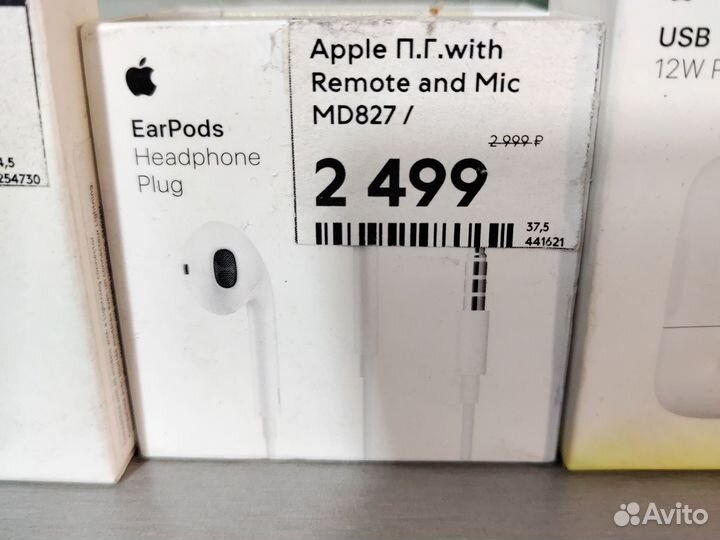 Apple П.Г.with
Remote and Mic
MD827 /
2 999 ₽
2 499
37,5
441621
EarPods
Headphone
Plug
4,5
254730
USB
12W
Avito